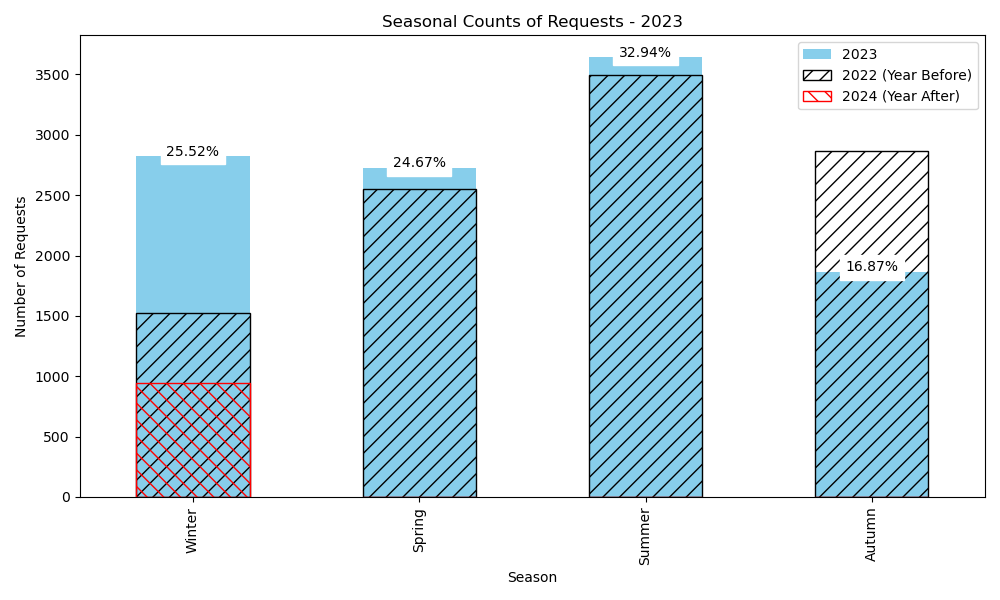 Seasonal Counts of Requests - 2023
2023
2022 (Year Before)
2024 (Year After)
Number of Requests
3500
3000
2500
2000
1500
1000
500
0
25.52%
24.67%
32.94%
16.87%
Winter
Spring
Summer
Autumn
Season